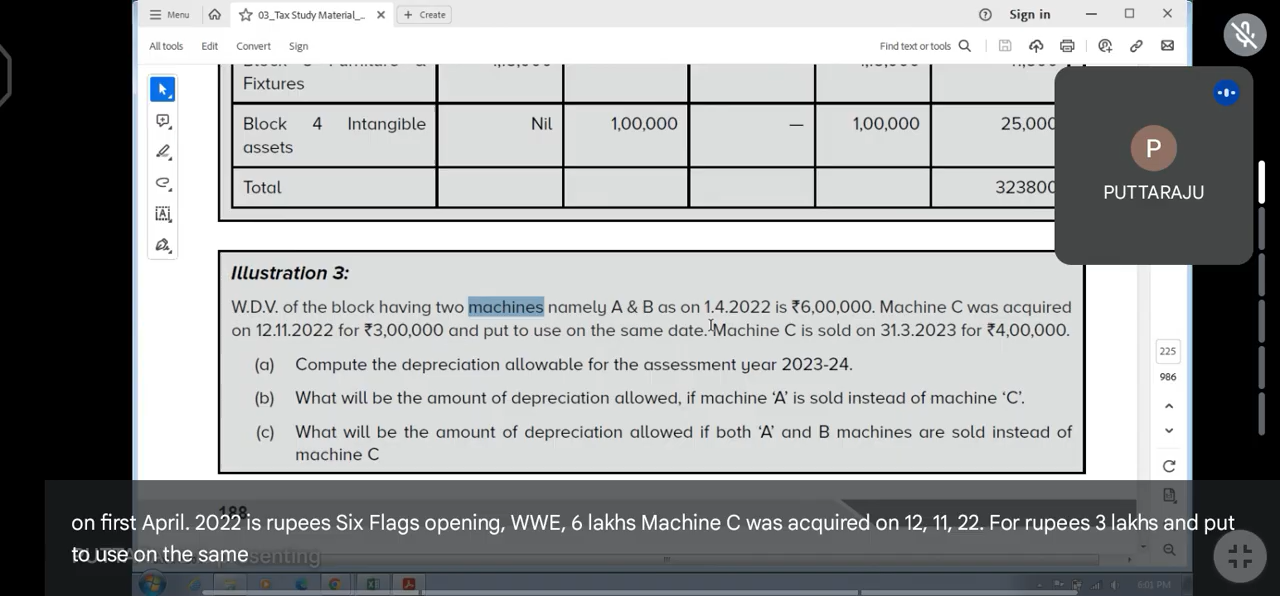 Menu
03_Tax Study Material_...
Create
Sign in
All tools
Edit
Convert
Sign
Find text or tools
Fixtures
Block 4 Intangible assets
Nil
1,00,000
—
1,00,000
25,000
Total
323800
P
PUTTARAJU
Illustration 3:
W.D.V. of the block having two machines namely A & B as on 1.4.2022 is ₹6,00,000. Machine C was acquired
on 12.11.2022 for ₹3,00,000 and put to use on the same date. Machine C is sold on 31.3.2023 for ₹4,00,000.
(a) Compute the depreciation allowable for the assessment year 2023-24.
(b) What will be the amount of depreciation allowed, if machine ‘A’ is sold instead of machine ‘C’.
(c) What will be the amount of depreciation allowed if both ‘A’ and B machines are sold instead of
machine C
225
986
188
on first April. 2022 is rupees Six Flags opening, WWE, 6 lakhs Machine C was acquired on 12, 11, 22. For rupees 3 lakhs and put
to use on the same
6:01 PM